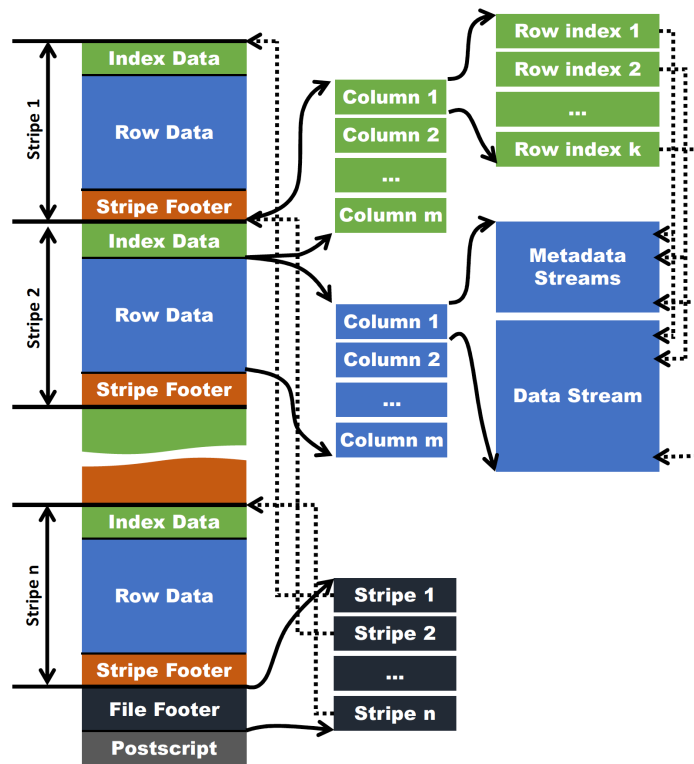 Stripe 1
Index Data
Row Data
Stripe Footer
Stripe 2
Index Data
Row Data
Stripe Footer
Stripe n
Index Data
Row Data
Stripe Footer
File Footer
Postscript
Column 1
Column 2
...
Column m
Row index 1
Row index 2
...
Row index k
Column 1
Column 2
...
Column m
Metadata
Streams
Data Stream
Stripe 1
Stripe 2
...
Stripe n